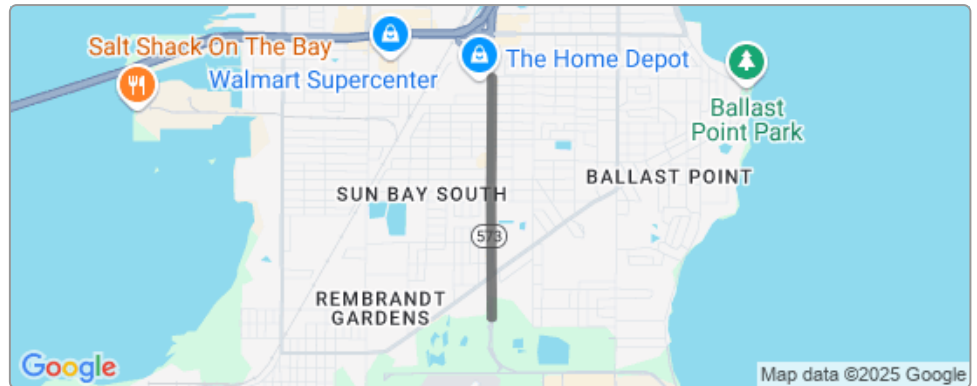 Salt Shack On The Bay
Walmart Supercenter
The Home Depot
Ballast
Point Park
BALLAST POINT
SUN BAY SOUTH
573
REMBRANDT
GARDENS
Google
Map data ©2025 Google